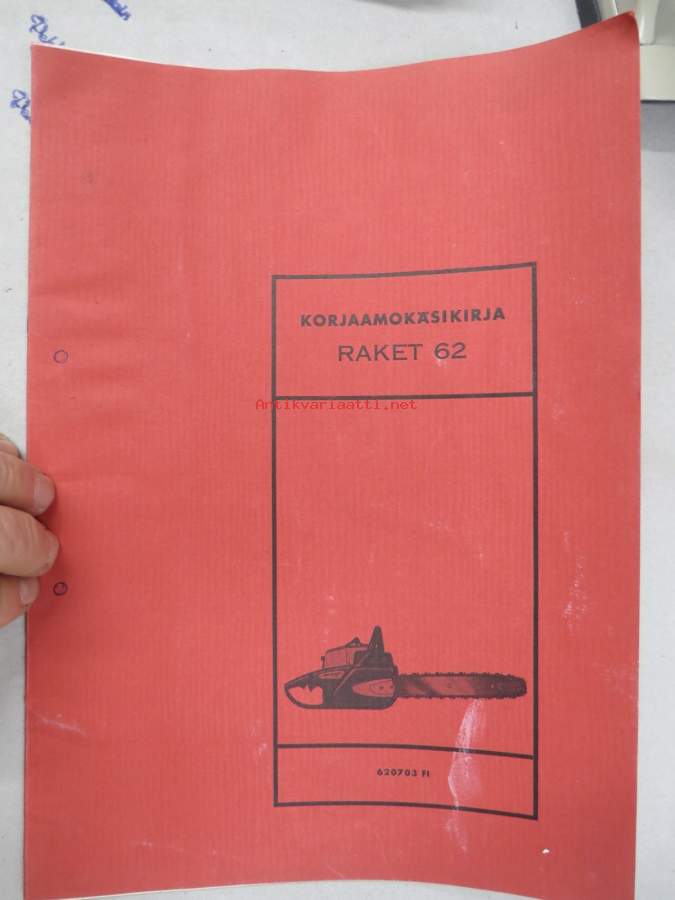 KORJAAMOKÄSIKIRJA
RAKET 62
Antikvariaatti.net
620703 FI